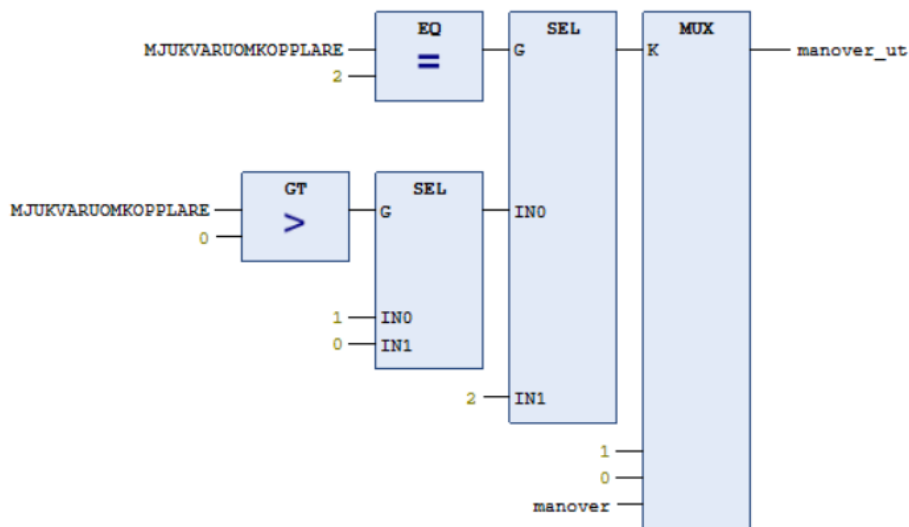 EQ SEL MUX
MJUKVARUOMKOPPLARE = G K manover_ut
2
GT SEL
MJUKVARUOMKOPPLARE > G IN0
0
1 IN0
0 IN1
2 IN1
1
0
manover